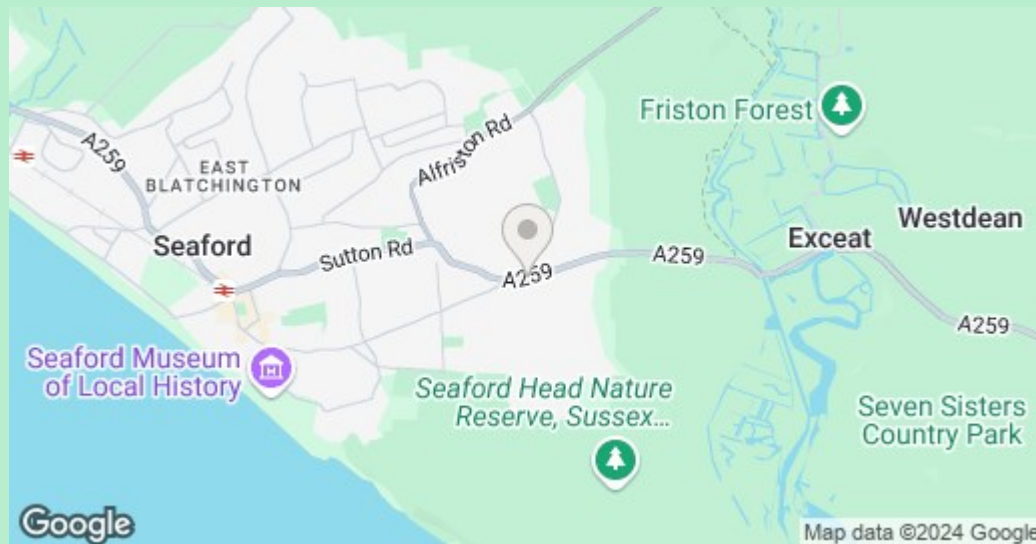 Friston Forest
A259
Alfriston Rd
EAST
BLATCHINGTON
Westdean
Seaford
Sutton Rd
Exceat
A259
A259
A259
Seaford Museum
of Local History
Seaford Head Nature
Reserve, Sussex...
Seven Sisters
Country Park
Google
Map data ©2024 Google